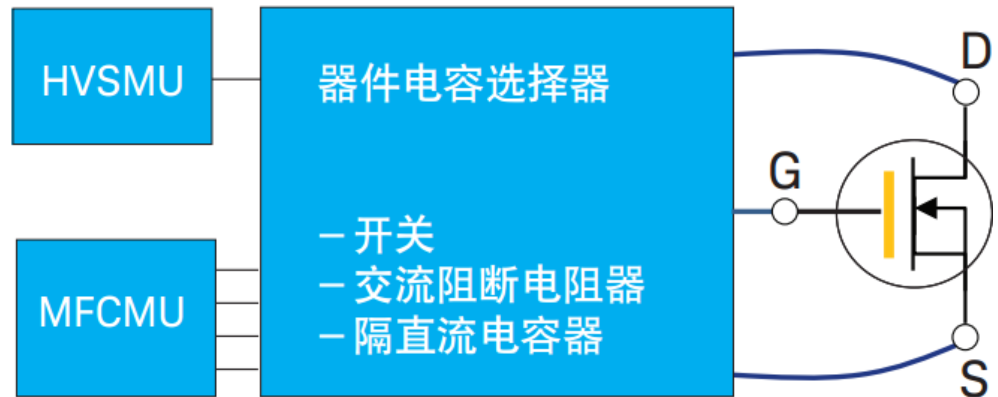 HVSMU
器件电容选择器
– 开关
– 交流阻断电阻器
– 隔直流电容器
MFCMU
D
G
S